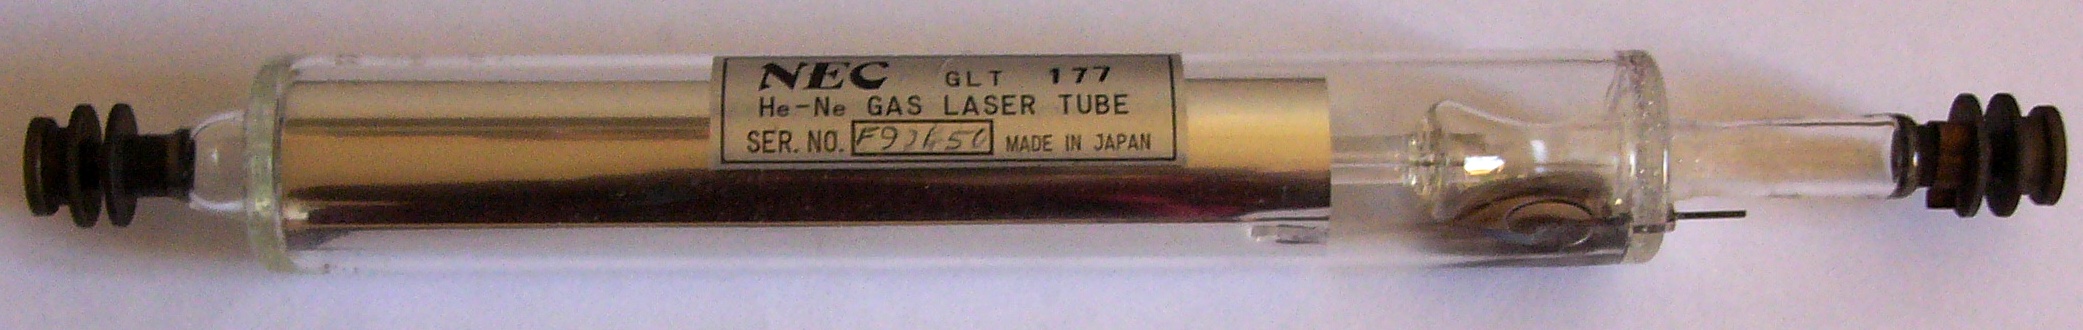 NEC GLT 177
He-Ne GAS LASER TUBE
SER. NO. MADE IN JAPAN